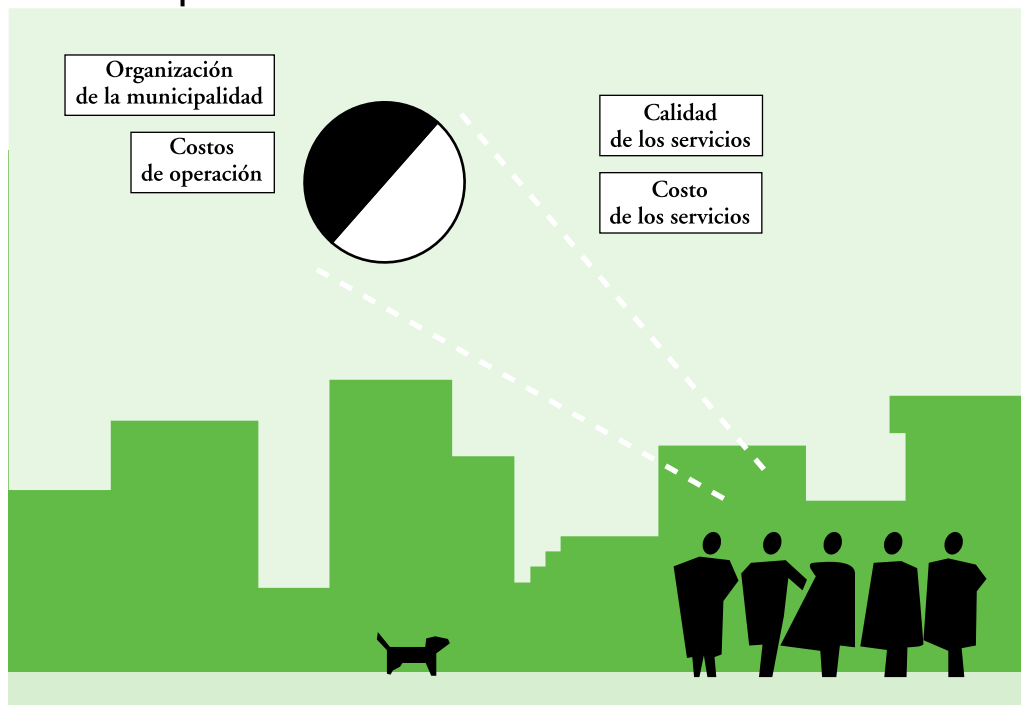 Organización
de la municipalidad
Costos
de operación
Calidad
de los servicios
Costo
de los servicios